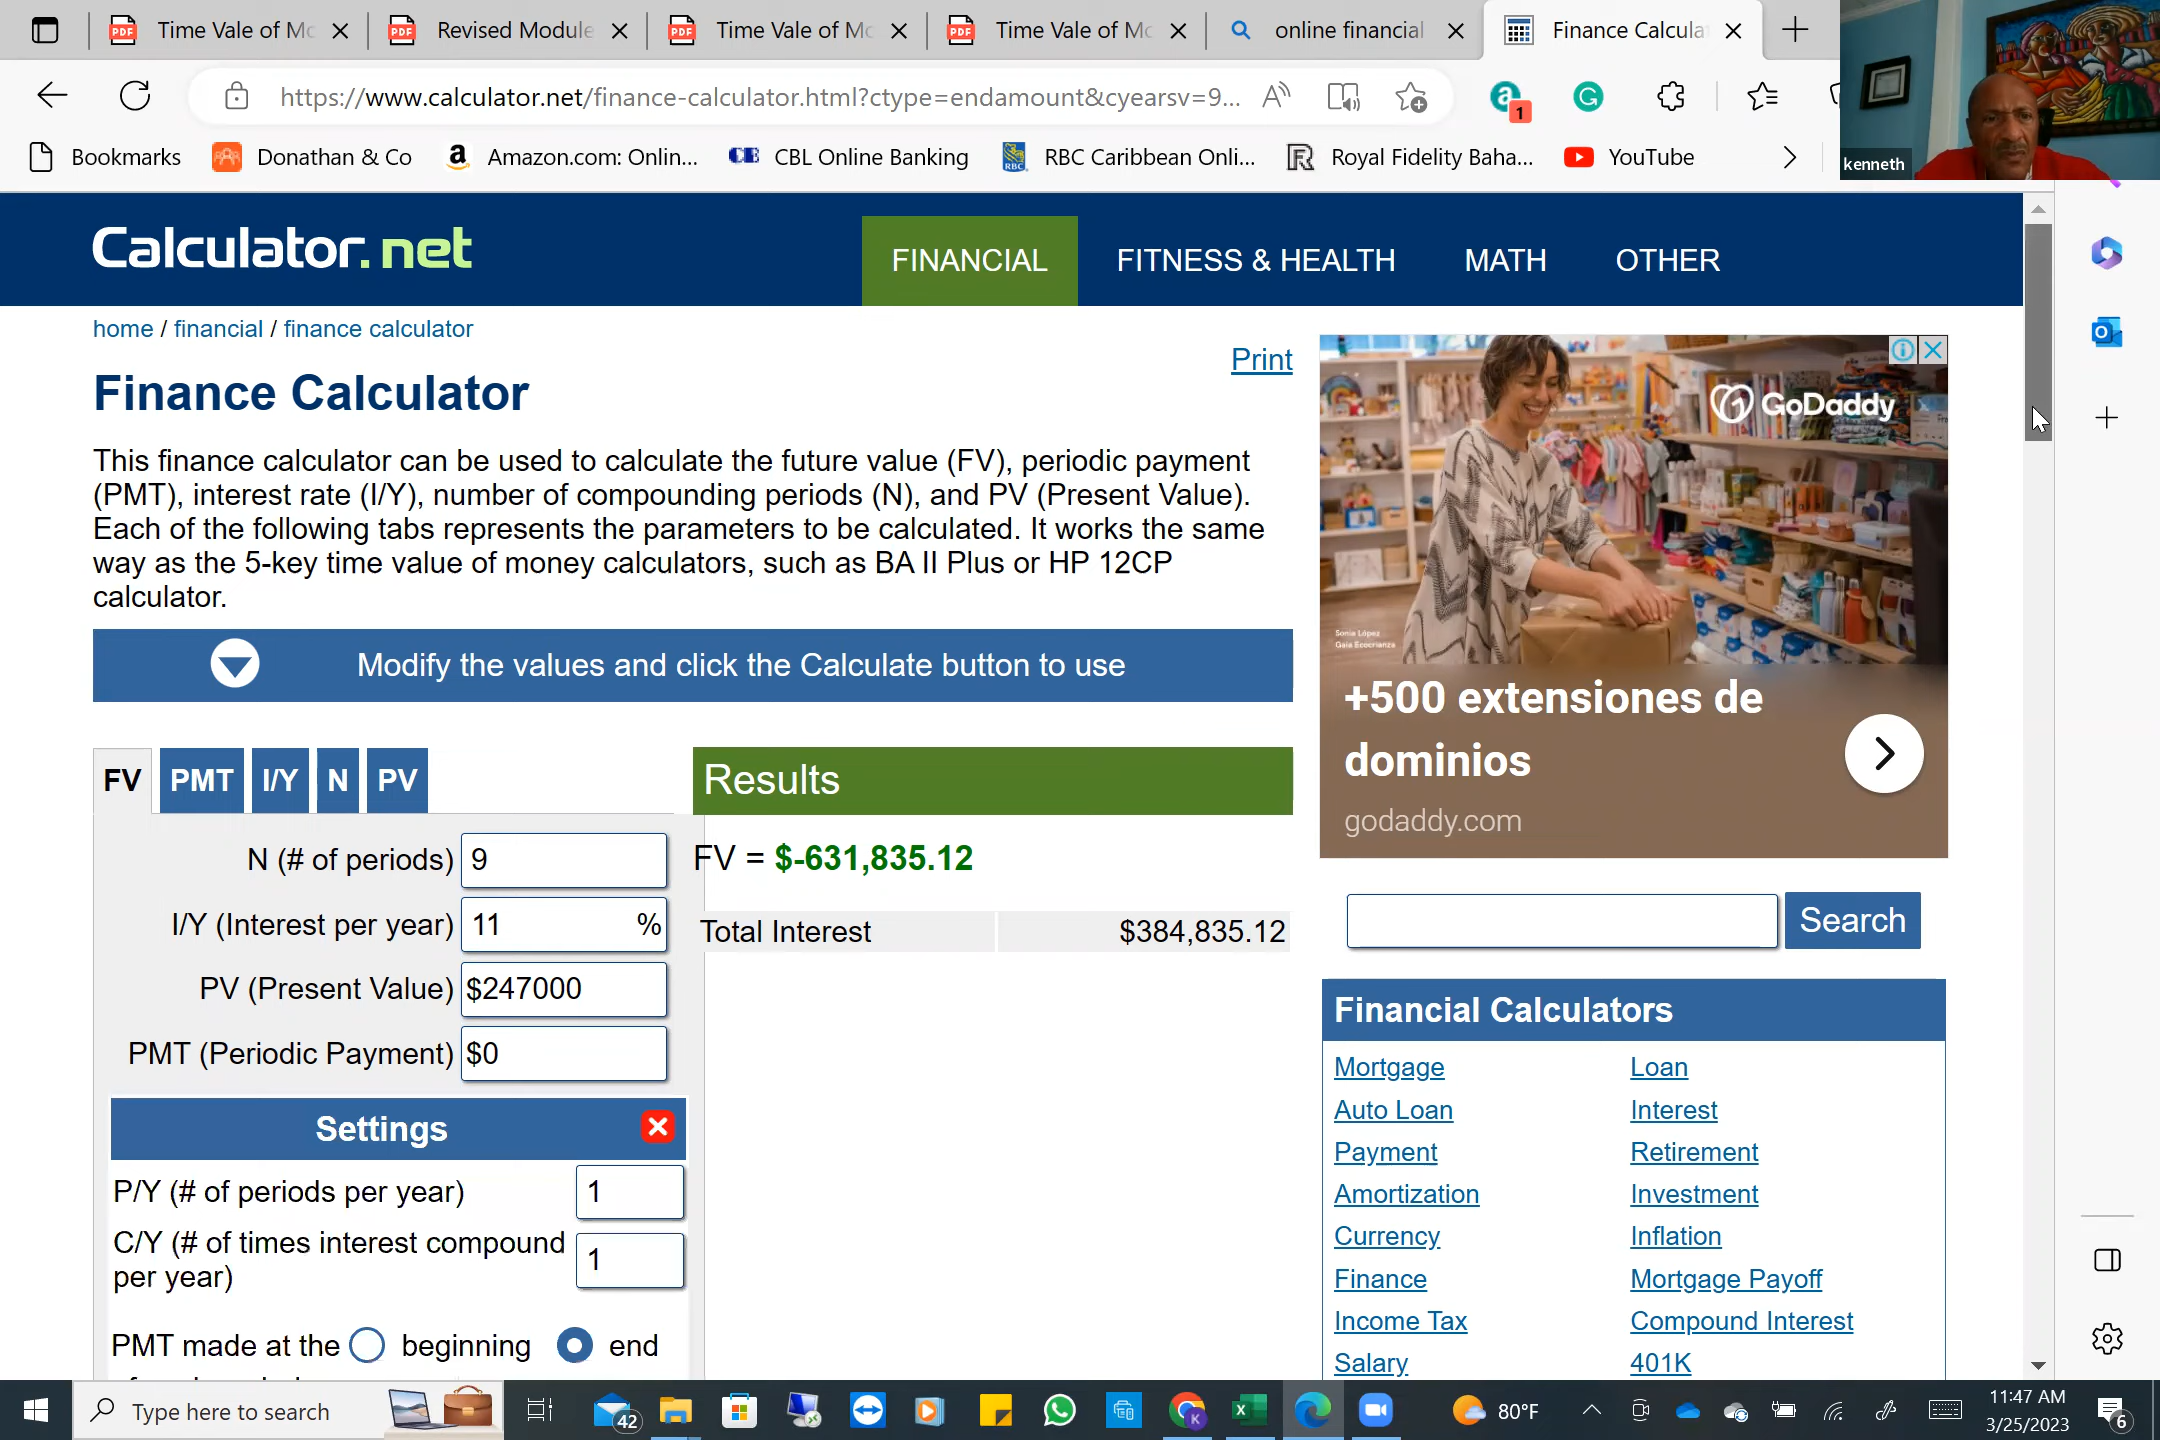 Time Vale of Mo
Revised Module
Time Vale of Mo
Time Vale of Mo
online financial
Finance Calcula
https://www.calculator.net/finance-calculator.html?ctype=endamount&cyearsv=9...
1
Bookmarks
Donathan & Co
Amazon.com: Onlin...
CBL Online Banking
RBC Caribbean Onli...
Royal Fidelity Baha...
YouTube
kenneth
Calculator.net
FINANCIAL
FITNESS & HEALTH
MATH
OTHER
home / financial / finance calculator
Print
Finance Calculator
This finance calculator can be used to calculate the future value (FV), periodic payment
(PMT), interest rate (I/Y), number of compounding periods (N), and PV (Present Value).
Each of the following tabs represents the parameters to be calculated. It works the same
way as the 5-key time value of money calculators, such as BA II Plus or HP 12CP
calculator.
Modify the values and click the Calculate button to use
FV
PMT
I/Y
N
PV
N (# of periods) 9
I/Y (Interest per year) 11 %
PV (Present Value) $247000
PMT (Periodic Payment) $0
Settings
P/Y (# of periods per year) 1
C/Y (# of times interest compound
per year) 1
PMT made at the beginning end
Results
FV = $-631,835.12
Total Interest $384,835.12
GoDaddy
Sonia López
Gaia Ecocrianza
+500 extensiones de
dominios
godaddy.com
Search
Financial Calculators
Mortgage
Loan
Auto Loan
Interest
Payment
Retirement
Amortization
Investment
Currency
Inflation
Finance
Mortgage Payoff
Income Tax
Compound Interest
Salary
401K
Type here to search
42
80°F
11:47 AM
3/25/2023
6